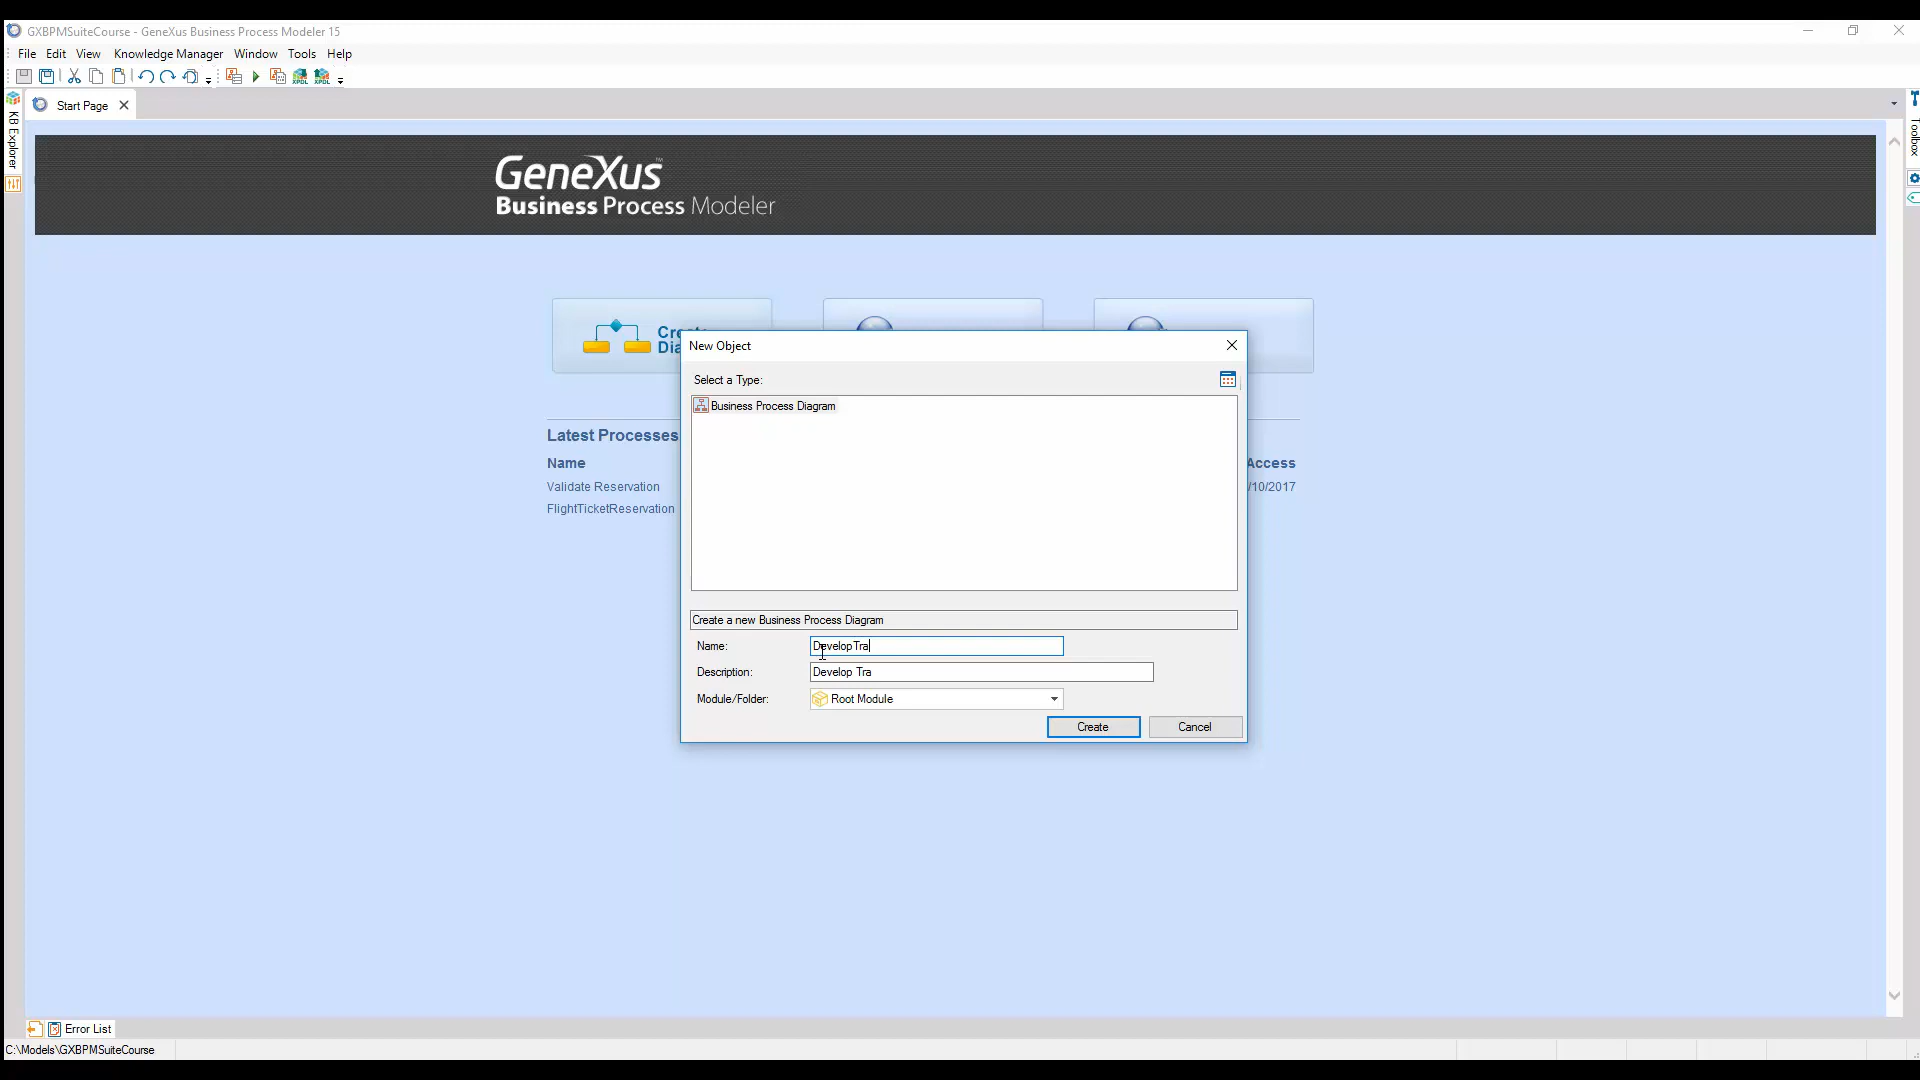 GXBPMSuiteCourse - GeneXus Business Process Modeler 15
File Edit View Knowledge Manager Window Tools Help
XPDL XPDL
Start Page
KB Explorer
Toolbox
GeneXus™
Business Process Modeler
New Object
Select a Type:
Business Process Diagram
Latest Processes
Name
Access
Validate Reservation
/10/2017
FlightTicketReservation
Create a new Business Process Diagram
Name: DevelopTra
Description: Develop Tra
Module/Folder: Root Module
Create Cancel
Error List
C:\Models\GXBPMSuiteCourse